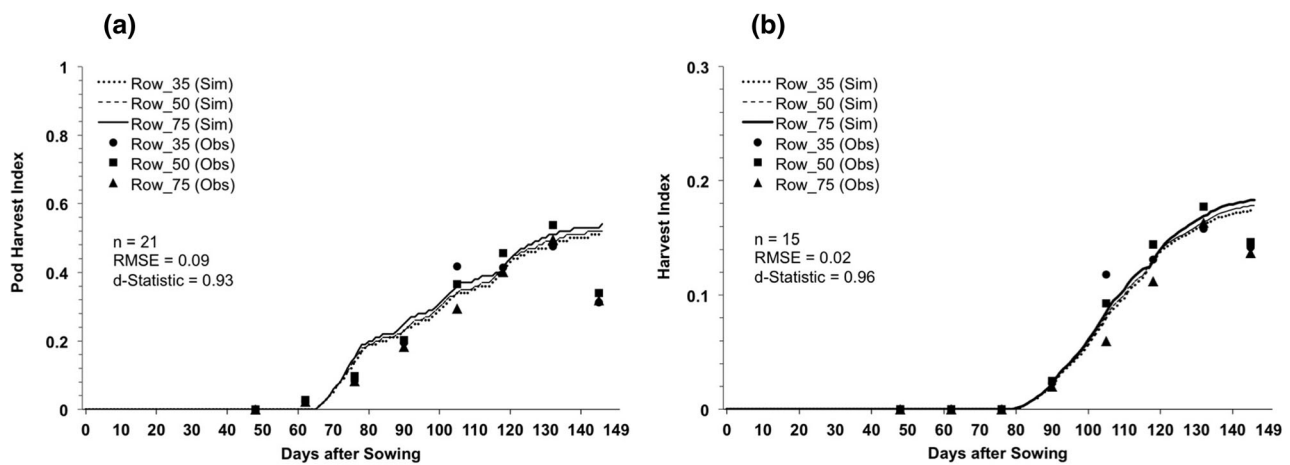 (a)
1
0.8
0.6
0.4
0.2
0
Pod Harvest Index
Row_35 (Sim)
Row_50 (Sim)
Row_75 (Sim)
Row_35 (Obs)
Row_50 (Obs)
Row_75 (Obs)
n = 21
RMSE = 0.09
d-Statistic = 0.93
0 10 20 30 40 50 60 70 80 90 100 110 120 130 140 149
Days after Sowing
(b)
0.3
0.2
0.1
0
Harvest Index
Row_35 (Sim)
Row_50 (Sim)
Row_75 (Sim)
Row_35 (Obs)
Row_50 (Obs)
Row_75 (Obs)
n = 15
RMSE = 0.02
d-Statistic = 0.96
0 10 20 30 40 50 60 70 80 90 100 110 120 130 140 149
Days after Sowing